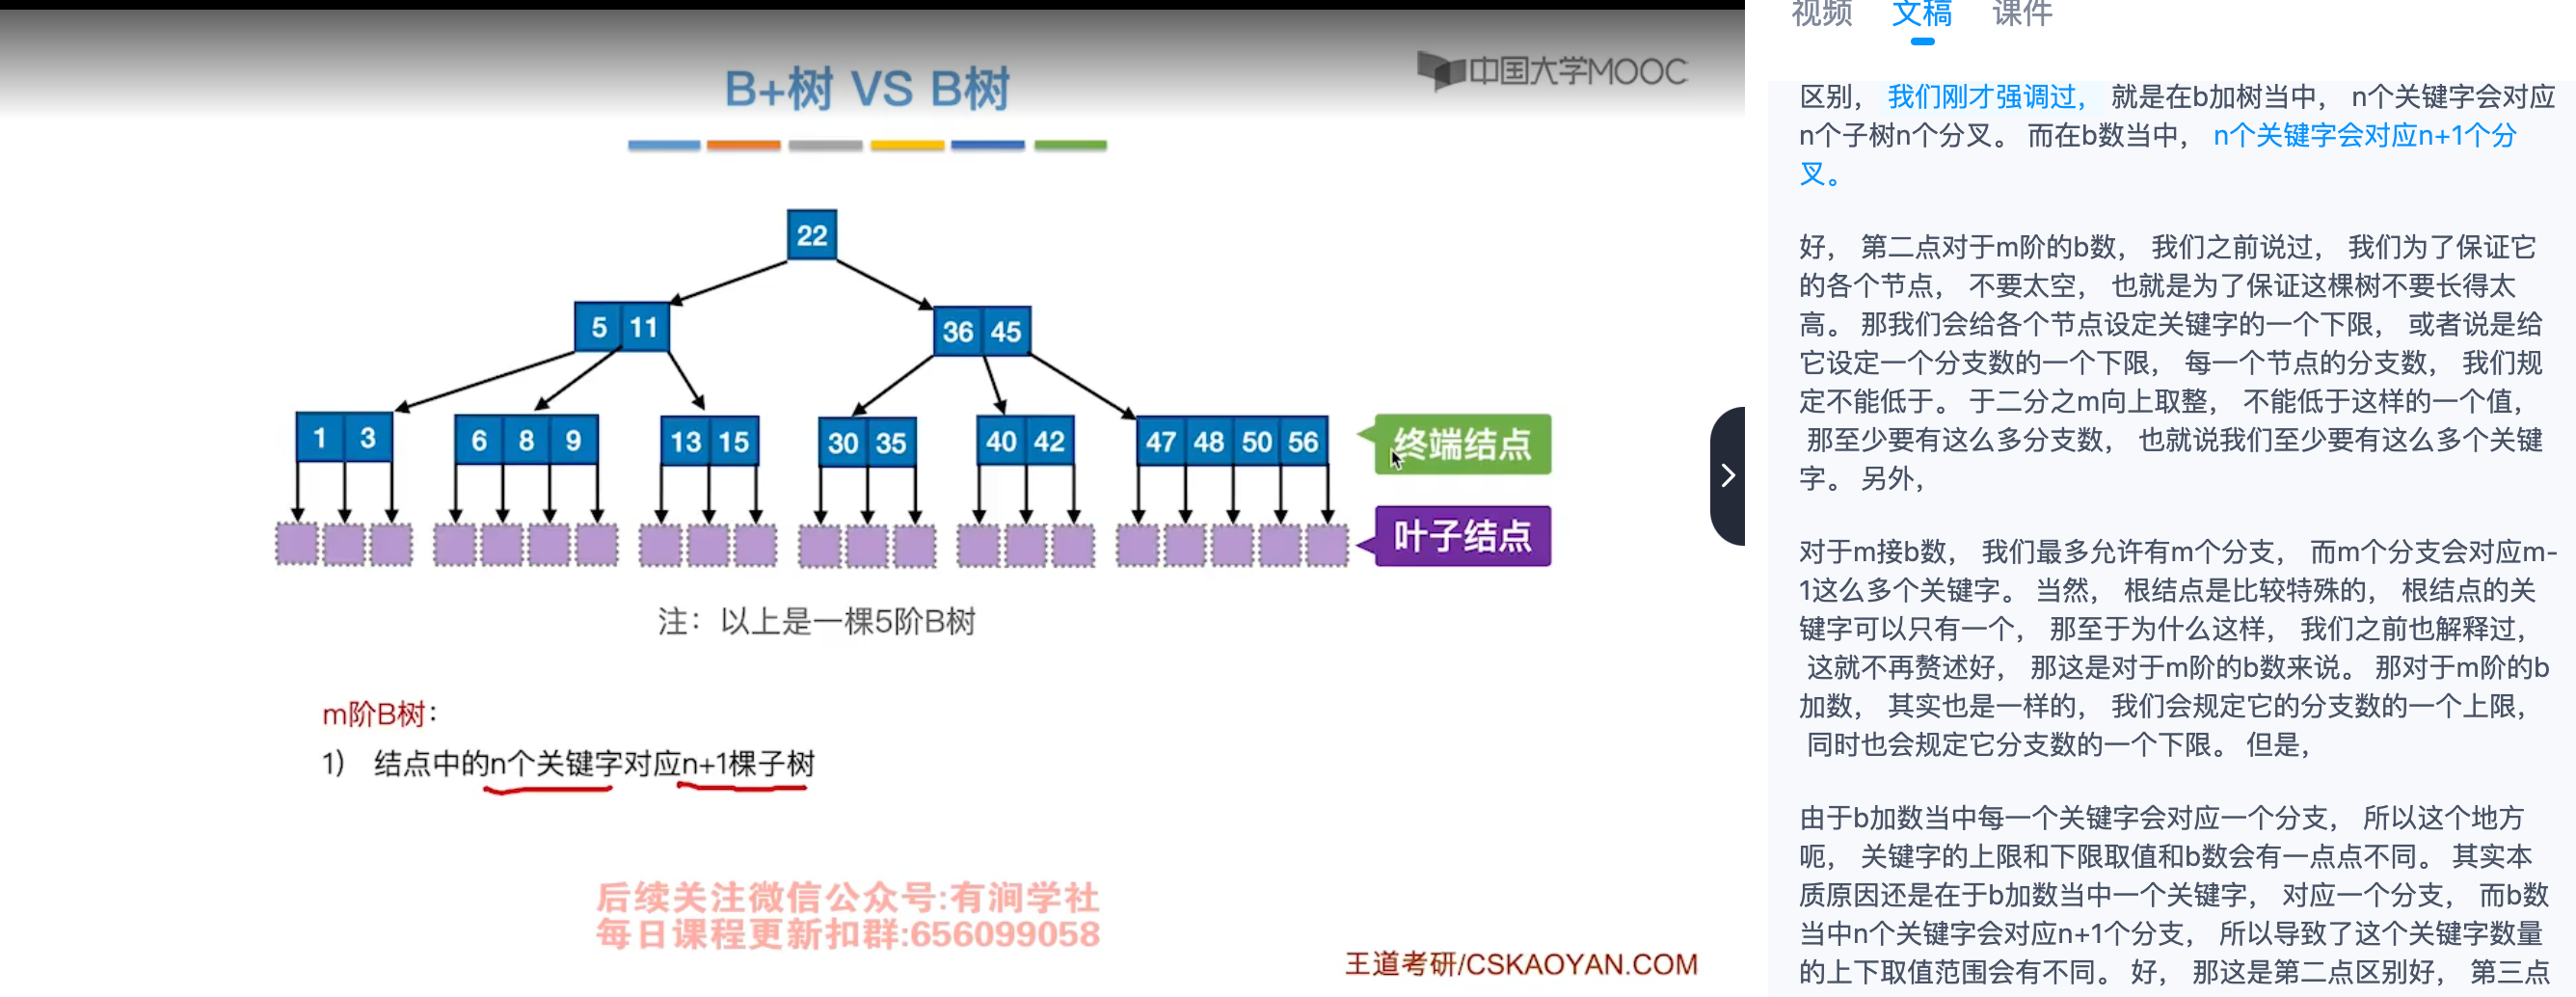 B+树 VS B树
中国大学MOOC
22
5 11
36 45
1 3
6 8 9
13 15
30 35
40 42
47 48 50 56
终端结点
叶子结点
注：以上是一棵5阶B树
m阶B树：
1） 结点中的n个关键字对应n+1棵子树
后续关注微信公众号:有涧学社
每日课程更新扣群:656099058
王道考研/CSKAOYAN.COM
视频 文稿 课件
区别， 我们刚才强调过， 就是在b加树当中， n个关键字会对应
n个子树n个分叉。 而在b数当中， n个关键字会对应n+1个分
叉。
好， 第二点对于m阶的b数， 我们之前说过， 我们为了保证它
的各个节点， 不要太空， 也就是为了保证这棵树不要长得太
高。 那我们会给各个节点设定关键字的一个下限， 或者说是给
它设定一个分支数的一个下限， 每一个节点的分支数， 我们规
定不能低于。 于二分之m向上取整， 不能低于这样的一个值，
那至少要有这么多分支数， 也就说我们至少要有这么多个关键
字。 另外，
对于m接b数， 我们最多允许有m个分支， 而m个分支会对应m-
1这么多个关键字。 当然， 根结点是比较特殊的， 根结点的关
键字可以只有一个， 那至于为什么这样， 我们之前也解释过，
这就不再赘述好， 那这是对于m阶的b数来说。 那对于m阶的b
加数， 其实也是一样的， 我们会规定它的分支数的一个上限，
同时也会规定它分支数的一个下限。 但是，
由于b加数当中每一个关键字会对应一个分支， 所以这个地方
呃， 关键字的上限和下限取值和b数会有一点点不同。 其实本
质原因还是在于b加数当中一个关键字， 对应一个分支， 而b数
当中n个关键字会对应n+1个分支， 所以导致了这个关键字数量
的上下取值范围会有不同。 好， 那这是第二点区别好， 第三点